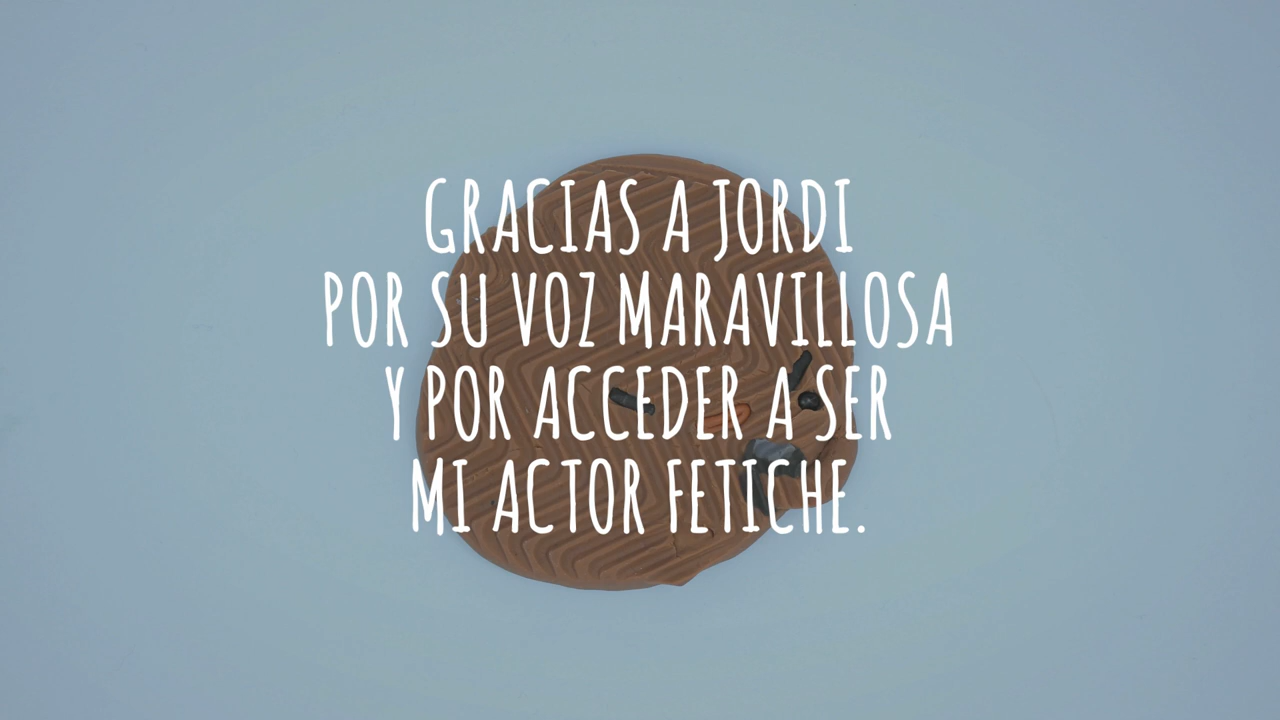 GRACIAS A JORDI
POR SU VOZ MARAVILLOSA
Y POR ACCEDER A SER
MI ACTOR FETICHE.